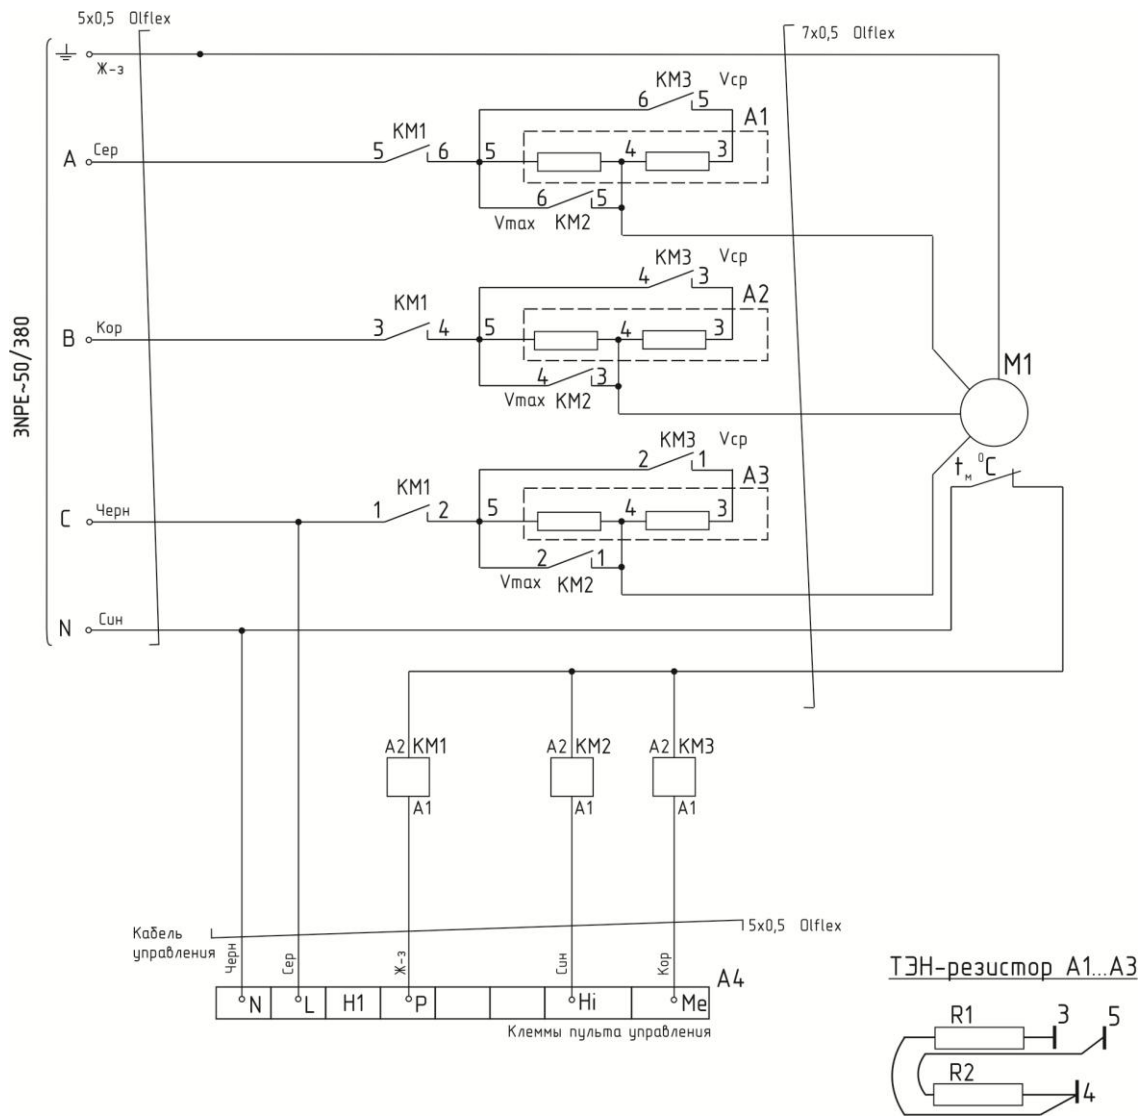 5x0,5 Olflex
7x0,5 Olflex
Ж-з
KM3 Vср
6 5
A1
KM1
A Сер
5 6 5 4 3
6 5
Vmax KM2
KM3 Vср
4 3
A2
KM1
B Кор
3 4 5 4 3
4 3
Vmax KM2
M1
3NPE~50/380
KM3 Vср
2 1
t м °C
A3
KM1
C Черн
1 2 5 4 3
2 1
Vmax KM2
N Син
A2 KM1
A2 KM2
A2 KM3
A1
A1
A1
Кабель
управления
5x0,5 Olflex
Черн
Сер
Ж-з
Син
Кор
A4
N L H1 P Hi Me
Клеммы пульта управления
ТЭН-резистор A1...A3
R1 3 5
R2 4